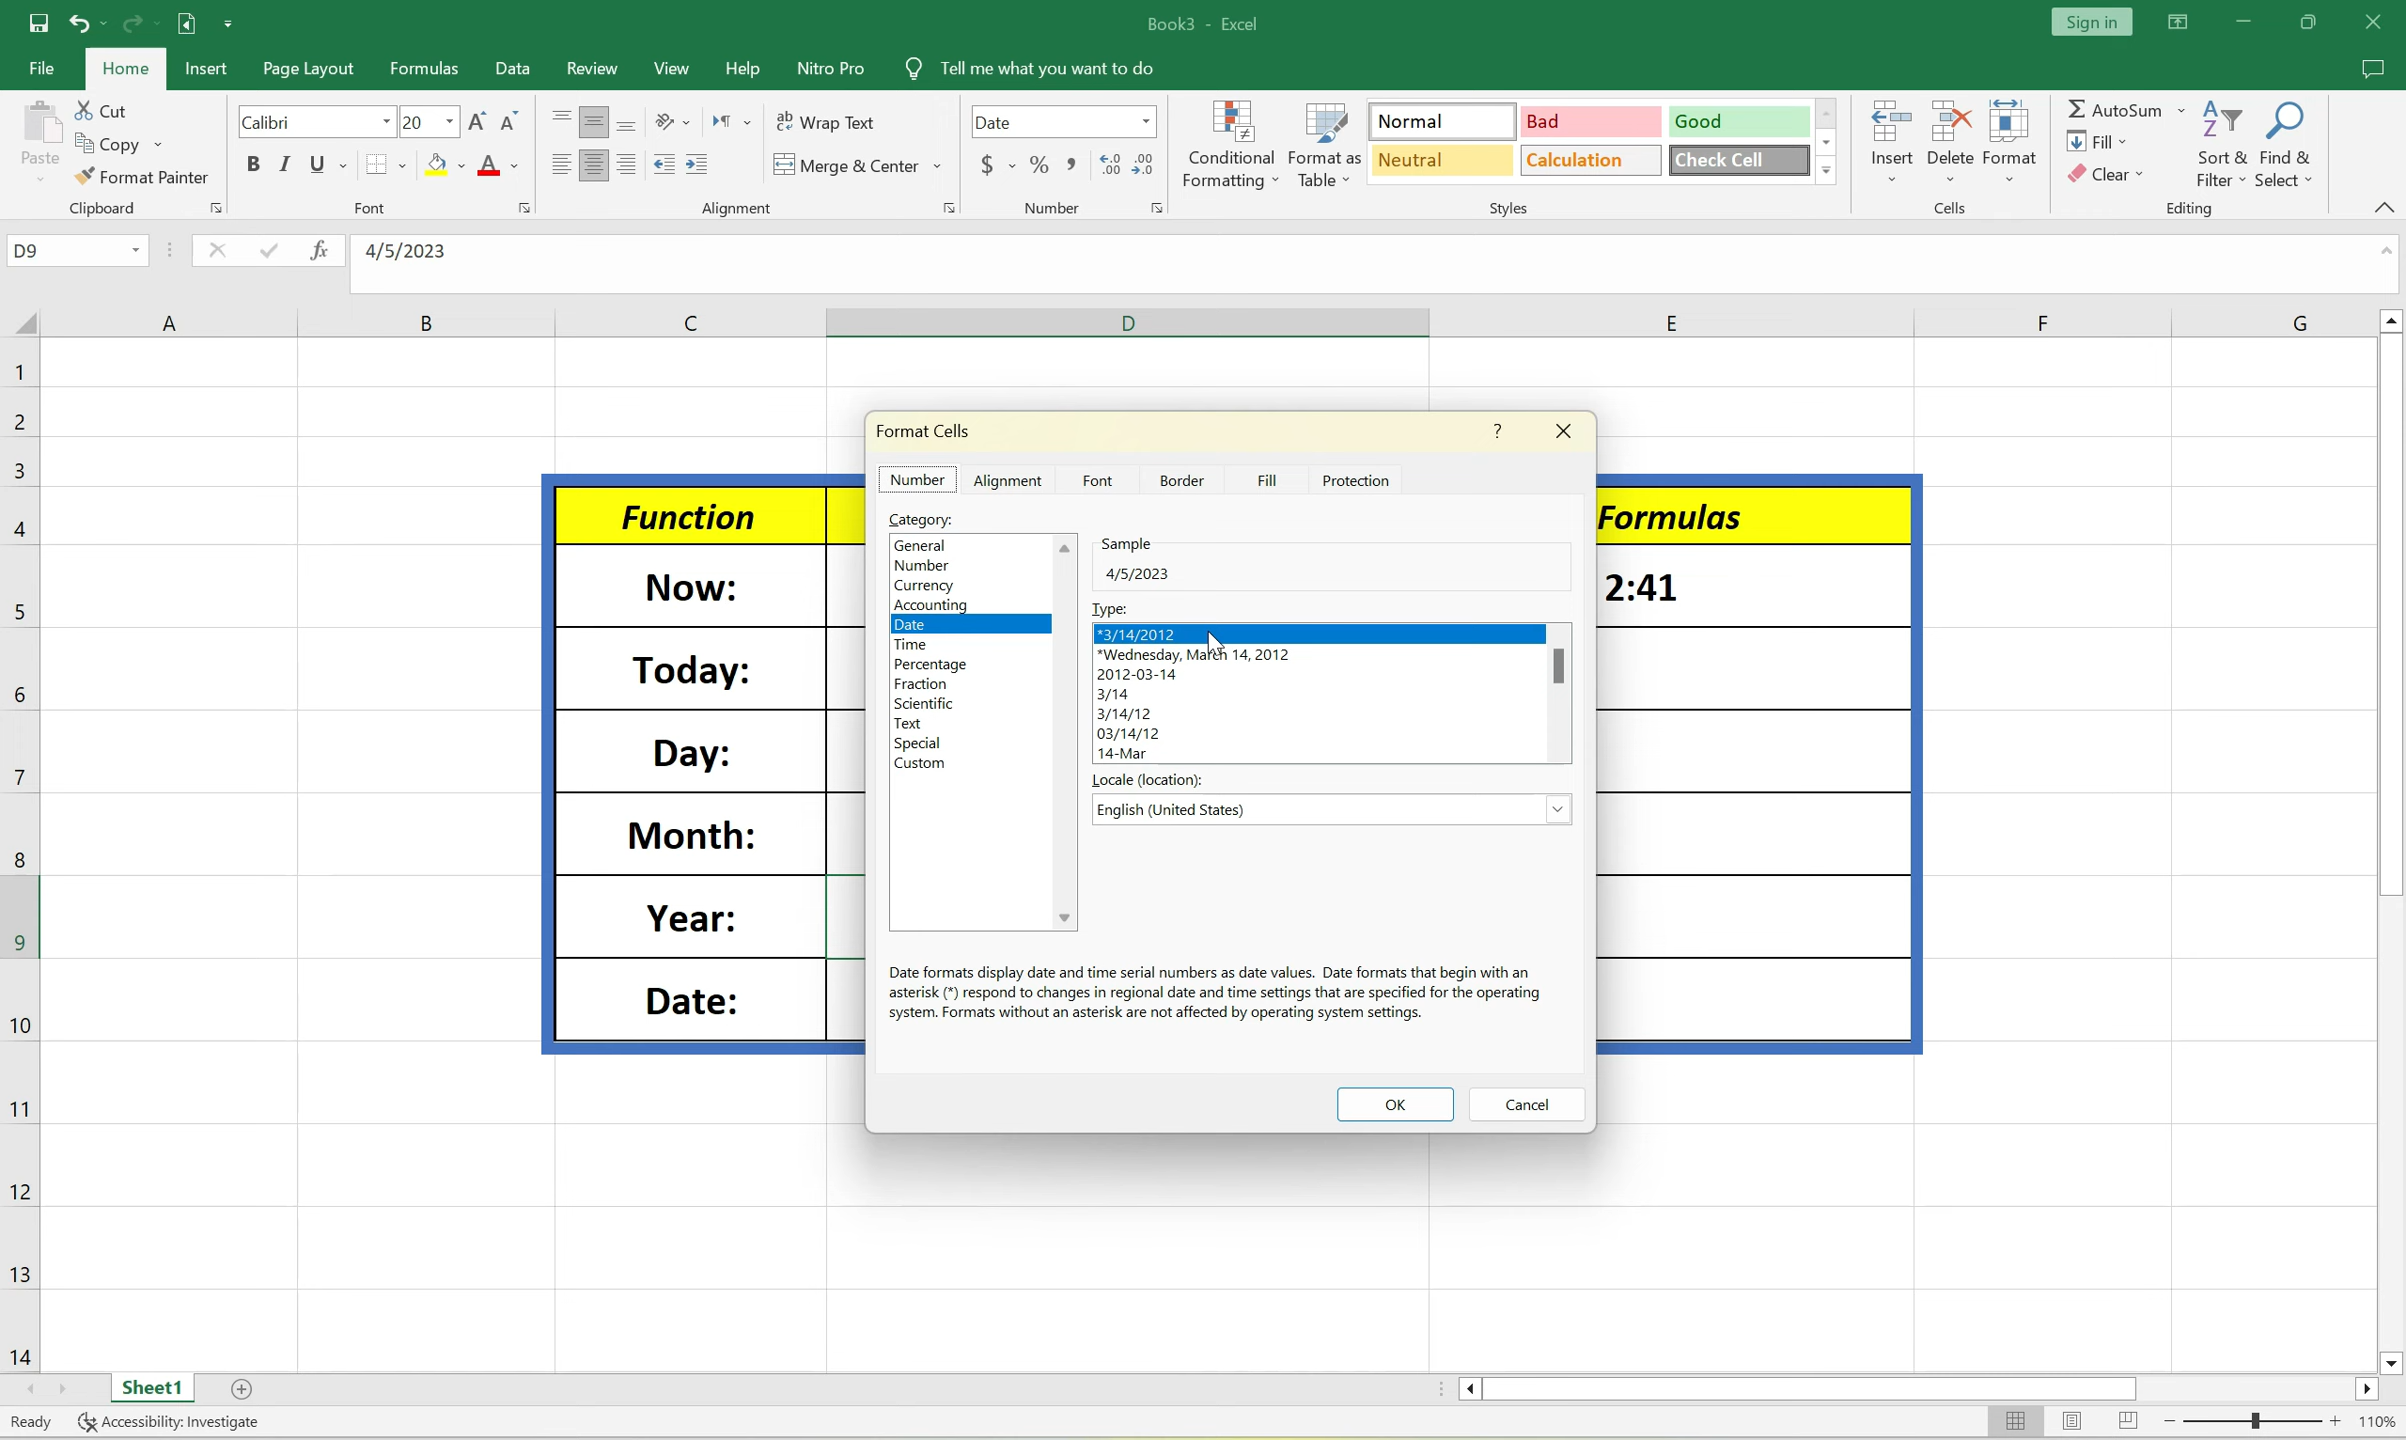 Book3 - Excel
Sign in
File Home Insert Page Layout Formulas Data Review View Help Nitro Pro Tell me what you want to do
Paste
Cut
Copy
Format Painter
Clipboard
Calibri 20
B I U A
Font
ab Wrap Text
Merge & Center
Alignment
Date
$ % , .0 .00 .00 .0
Number
Conditional Formatting
Format as Table
Normal Bad Good
Neutral Calculation Check Cell
Styles
Insert Delete Format
Cells
AutoSum
Fill
Clear
Sort & Filter
Find & Select
Editing
D9 fx 4/5/2023
A B C D E F G
1
2
3
4 Function Formulas
5 Now: 2:41
6 Today:
7 Day:
8 Month:
9 Year:
10 Date:
11
12
13
14
Format Cells ?
Number Alignment Font Border Fill Protection
Category:
General
Number
Currency
Accounting
Date
Time
Percentage
Fraction
Scientific
Text
Special
Custom
Sample
4/5/2023
Type:
*3/14/2012
*Wednesday, March 14, 2012
2012-03-14
3/14
3/14/12
03/14/12
14-Mar
Locale (location):
English (United States)
Date formats display date and time serial numbers as date values. Date formats that begin with an
asterisk (*) respond to changes in regional date and time settings that are specified for the operating
system. Formats without an asterisk are not affected by operating system settings.
OK Cancel
Sheet1
Ready Accessibility: Investigate 110%